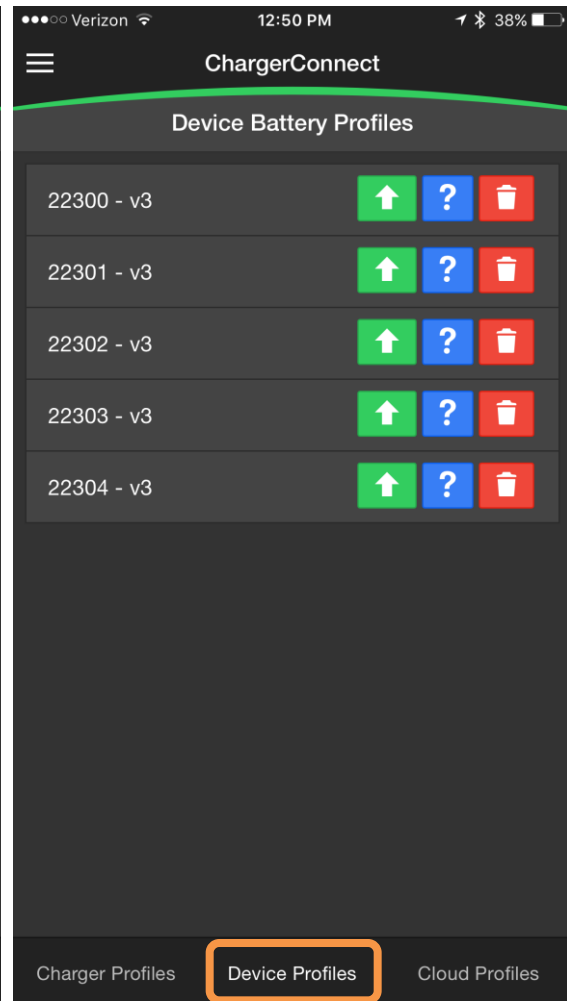 Verizon 12:50 PM 38%
ChargerConnect
Device Battery Profiles
22300 - v3 ?
22301 - v3 ?
22302 - v3 ?
22303 - v3 ?
22304 - v3 ?
Charger Profiles Device Profiles Cloud Profiles